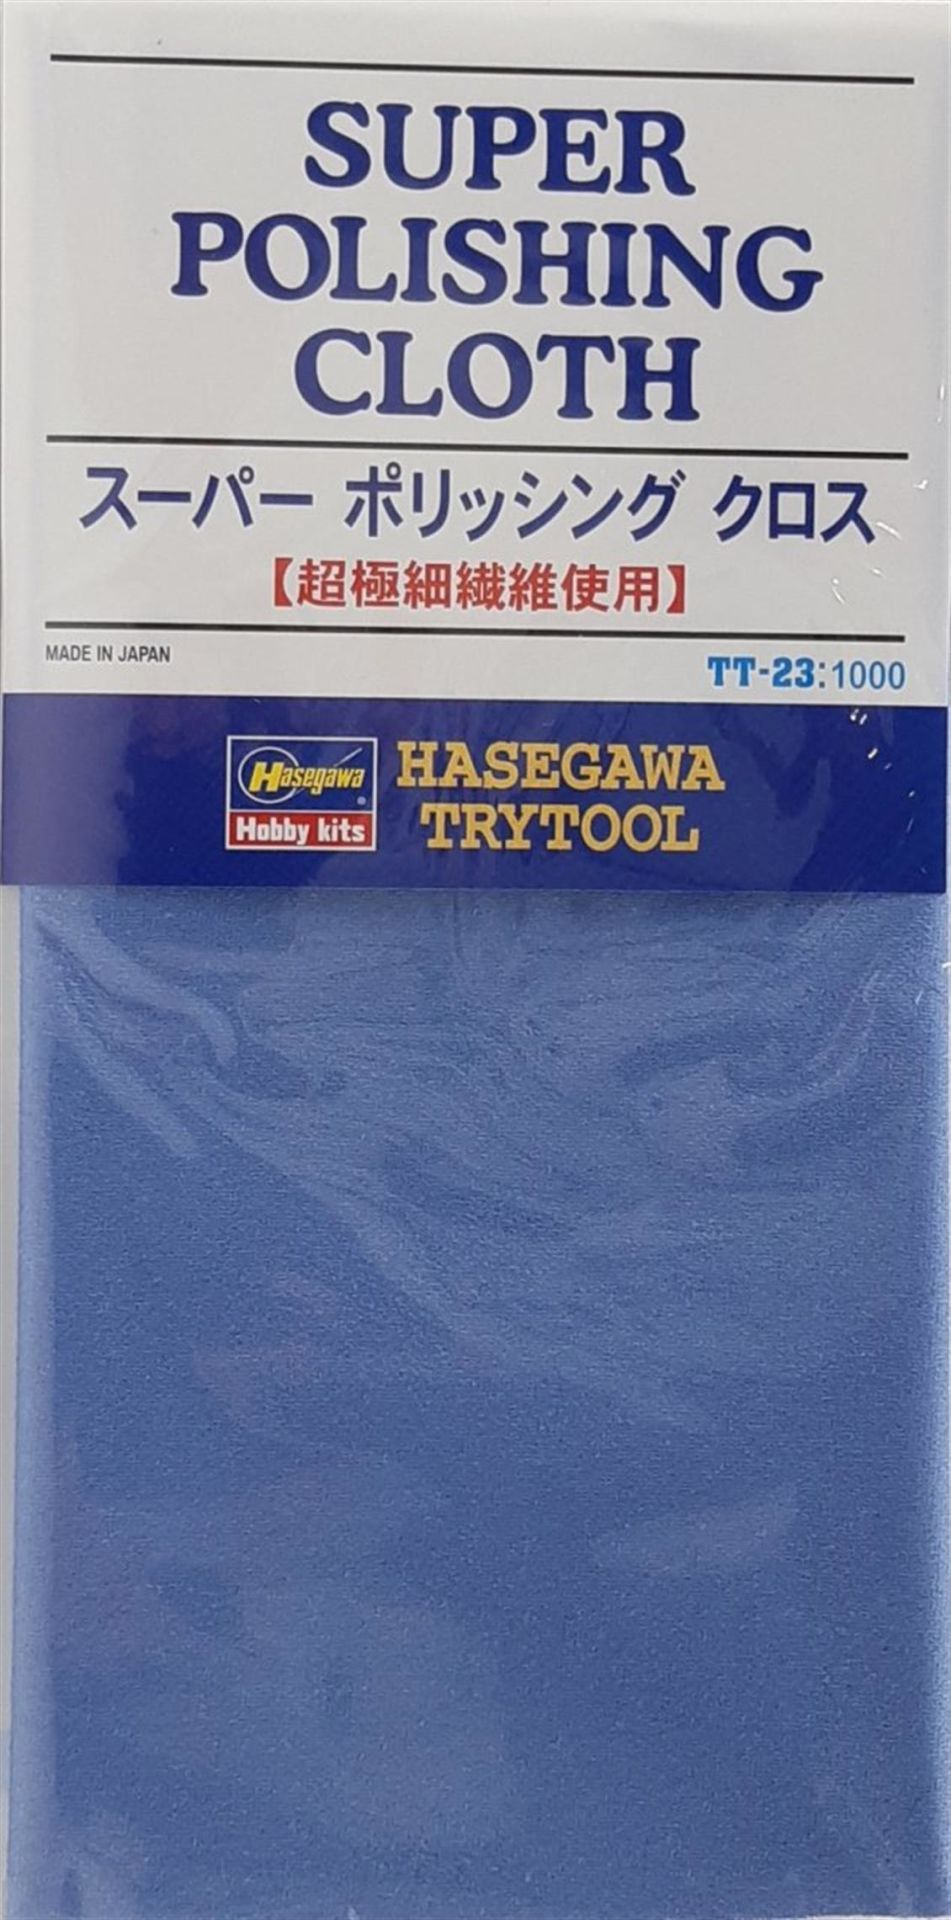 SUPER
POLISHING
CLOTH
スーパー ポリッシング クロス
【超極細繊維使用】
MADE IN JAPAN
TT-23:1000
Hasegawa
Hobby kits
HASEGAWA
TRYTOOL